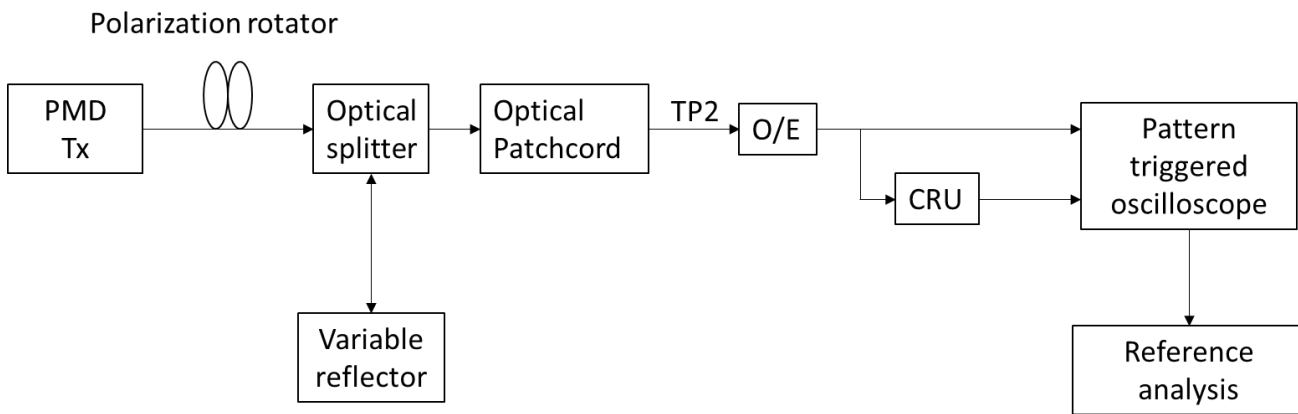 Polarization rotator
PMD
Tx
Optical
splitter
Optical
Patchcord
TP2
O/E
CRU
Pattern
triggered
oscilloscope
Variable
reflector
Reference
analysis